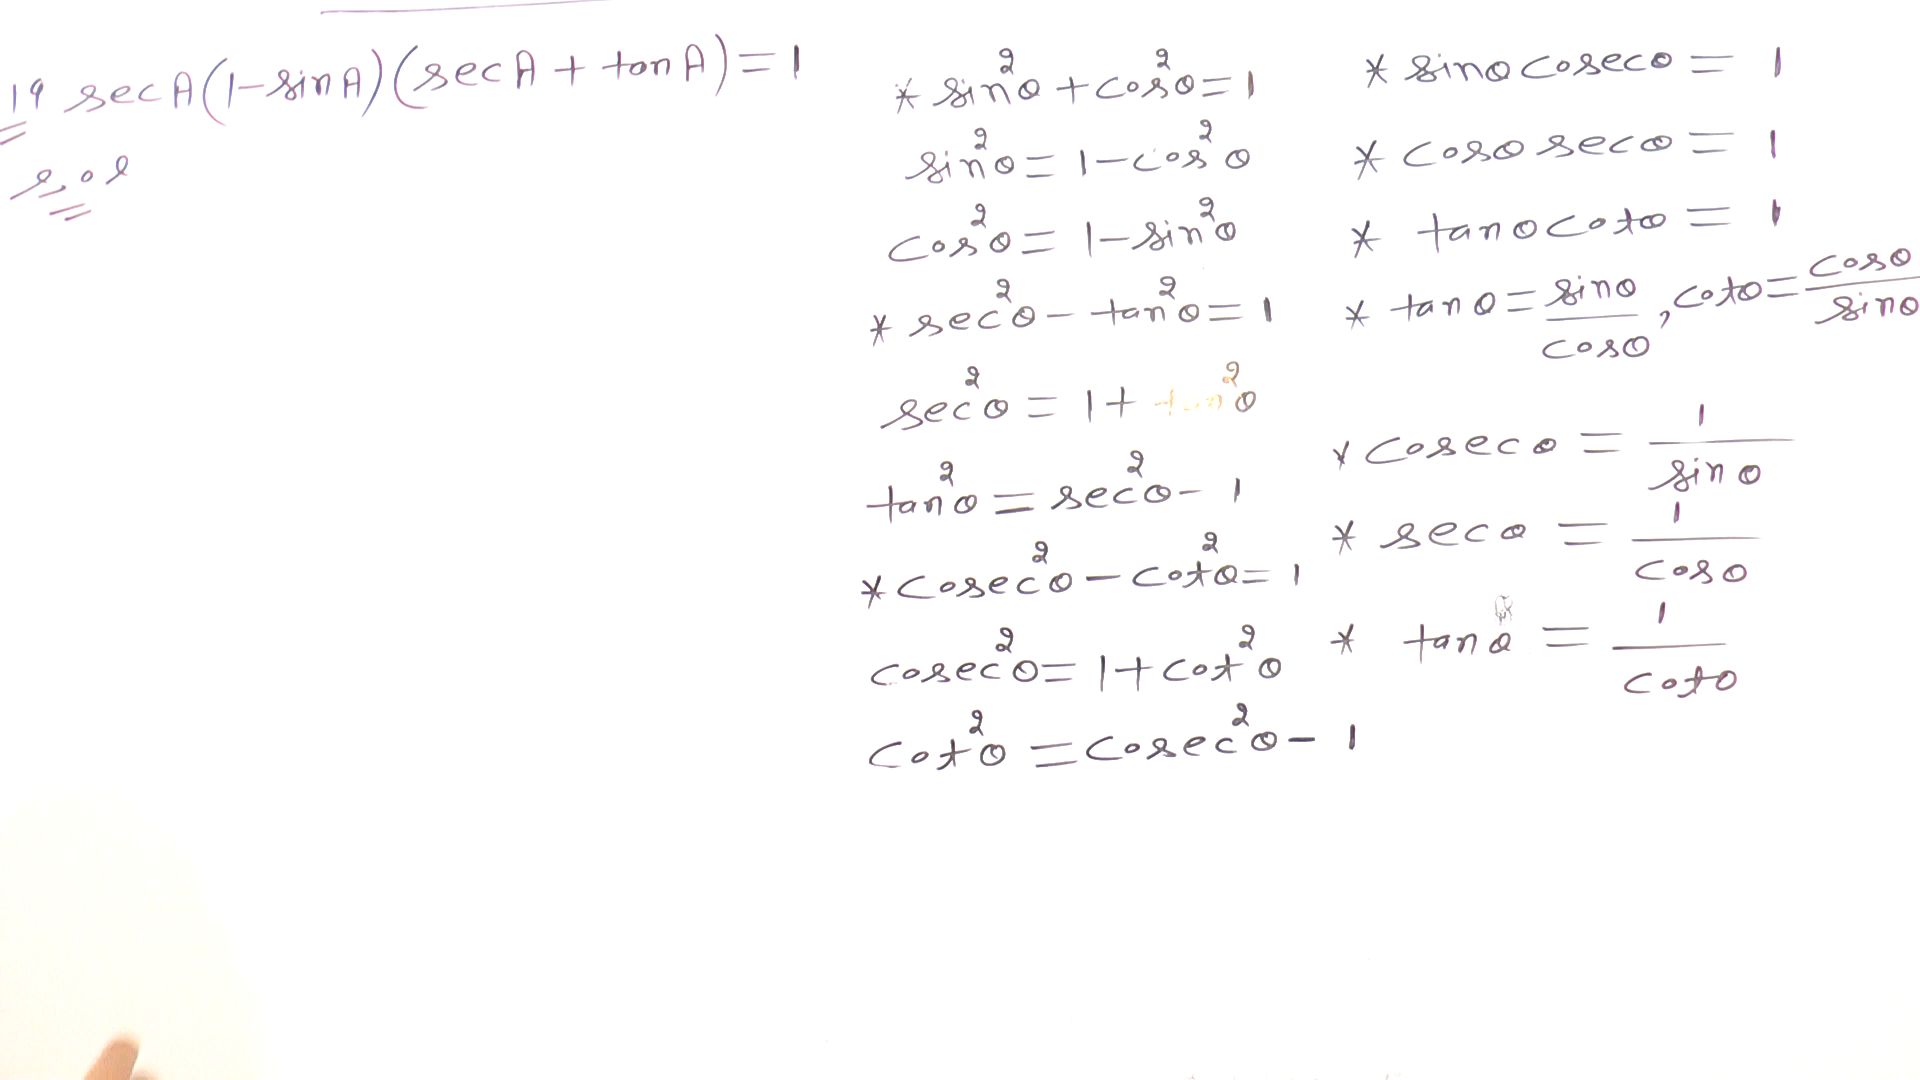 19 secA(1-sinA)(secA + tanA) = 1
sol
* sin²θ + cos²θ = 1
sin²θ = 1 - cos²θ
cos²θ = 1 - sin²θ
* sec²θ - tan²θ = 1
sec²θ = 1 + tan²θ
tan²θ = sec²θ - 1
* cosec²θ - cot²θ = 1
cosec²θ = 1 + cot²θ
cot²θ = cosec²θ - 1
* sinθ cosecθ = 1
* cosθ secθ = 1
* tanθ cotθ = 1
* tanθ = sinθ/cosθ, cotθ = cosθ/sinθ
* cosecθ = 1/sinθ
* secθ = 1/cosθ
* tanθ = 1/cotθ